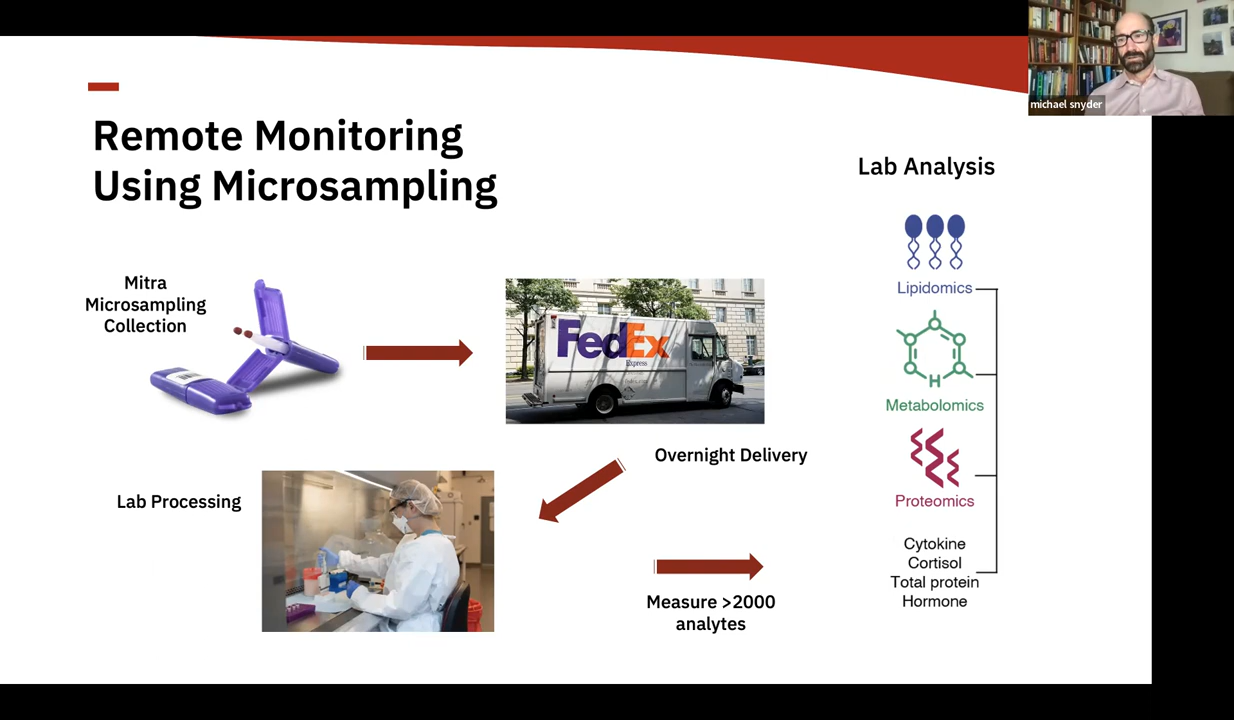 michael snyder
Remote Monitoring
Using Microsampling
Lab Analysis
Mitra
Microsampling
Collection
FedEx
Express
Overnight Delivery
Lab Processing
Measure >2000
analytes
Lipidomics
H
Metabolomics
Proteomics
Cytokine
Cortisol
Total protein
Hormone